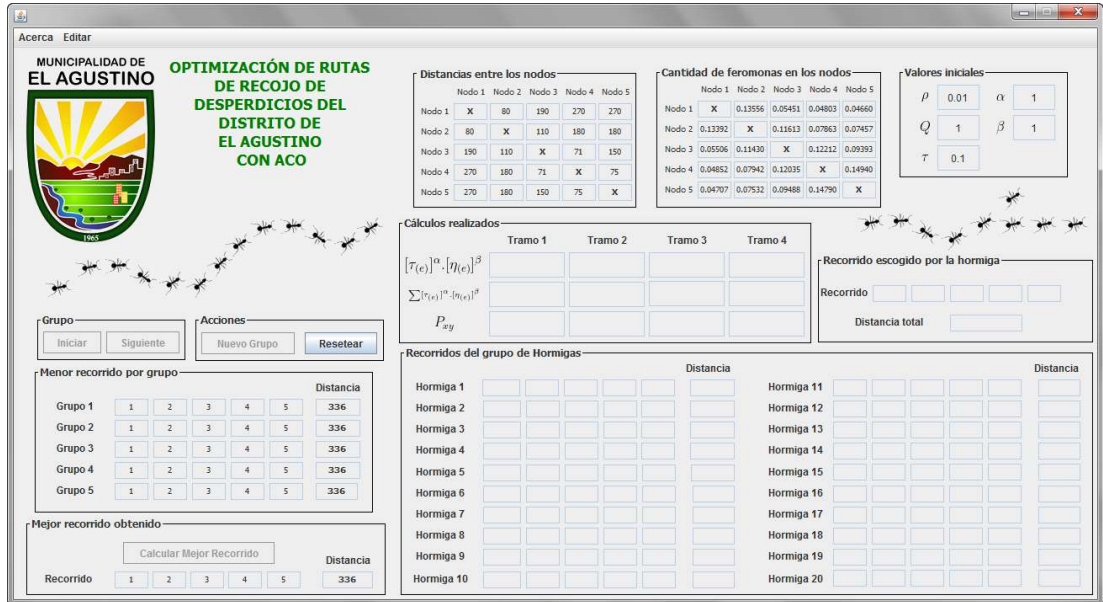 Acerca Editar
MUNICIPALIDAD DE
EL AGUSTINO
1965
OPTIMIZACIÓN DE RUTAS
DE RECOJO DE
DESPERDICIOS DEL
DISTRITO DE
EL AGUSTINO
CON ACO
Distancias entre los nodos
Nodo 1 Nodo 2 Nodo 3 Nodo 4 Nodo 5
Nodo 1 X 80 190 270 270
Nodo 2 80 X 110 180 180
Nodo 3 190 110 X 71 150
Nodo 4 270 180 71 X 75
Nodo 5 270 180 150 75 X
Cantidad de feromonas en los nodos
Nodo 1 Nodo 2 Nodo 3 Nodo 4 Nodo 5
Nodo 1 X 0.13556 0.05451 0.04803 0.04660
Nodo 2 0.13392 X 0.11613 0.07863 0.07457
Nodo 3 0.05506 0.11430 X 0.12212 0.09393
Nodo 4 0.04852 0.07942 0.12035 X 0.14940
Nodo 5 0.04707 0.07532 0.09488 0.14790 X
Valores iniciales
ρ 0.01 α 1
Q 1 β 1
τ 0.1
Cálculos realizados
Tramo 1 Tramo 2 Tramo 3 Tramo 4
[τ(e)]^α.[η(e)]^β
∑[τ(e)]^α.[η(e)]^β
P_xy
Recorrido escogido por la hormiga
Recorrido
Distancia total
Grupo
Iniciar Siguiente
Acciones
Nuevo Grupo Resetear
Menor recorrido por grupo
Distancia
Grupo 1 1 2 3 4 5 336
Grupo 2 1 2 3 4 5 336
Grupo 3 1 2 3 4 5 336
Grupo 4 1 2 3 4 5 336
Grupo 5 1 2 3 4 5 336
Mejor recorrido obtenido
Calcular Mejor Recorrido
Distancia
Recorrido 1 2 3 4 5 336
Recorridos del grupo de Hormigas
Distancia Distancia
Hormiga 1 Hormiga 11
Hormiga 2 Hormiga 12
Hormiga 3 Hormiga 13
Hormiga 4 Hormiga 14
Hormiga 5 Hormiga 15
Hormiga 6 Hormiga 16
Hormiga 7 Hormiga 17
Hormiga 8 Hormiga 18
Hormiga 9 Hormiga 19
Hormiga 10 Hormiga 20